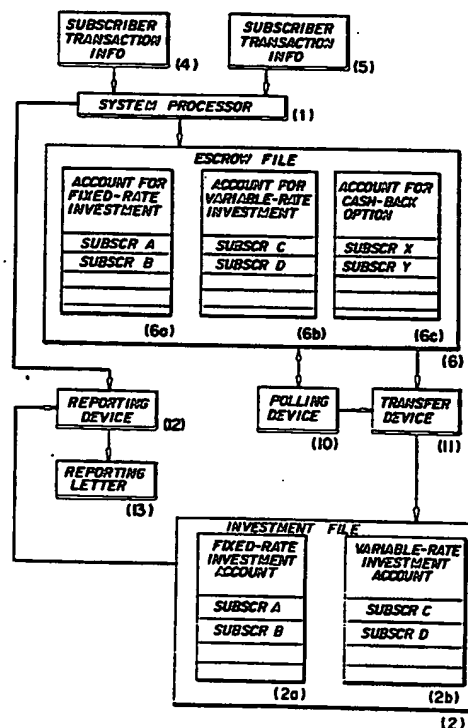 SUBSCRIBER
TRANSACTION
INFO
(4)
SUBSCRIBER
TRANSACTION
INFO
(5)
SYSTEM PROCESSOR
(1)
ESCROW FILE
ACCOUNT FOR
FIXED-RATE
INVESTMENT
SUBSCR A
SUBSCR B
(6a)
ACCOUNT FOR
VARIABLE-RATE
INVESTMENT
SUBSCR C
SUBSCR D
(6b)
ACCOUNT FOR
CASH-BACK
OPTION
SUBSCR X
SUBSCR Y
(6c)
(6)
REPORTING
DEVICE
(12)
POLLING
DEVICE
(10)
TRANSFER
DEVICE
(11)
REPORTING
LETTER
(13)
INVESTMENT FILE
FIXED-RATE
INVESTMENT
ACCOUNT
SUBSCR A
SUBSCR B
(2a)
VARIABLE-RATE
INVESTMENT
ACCOUNT
SUBSCR C
SUBSCR D
(2b)
(2)